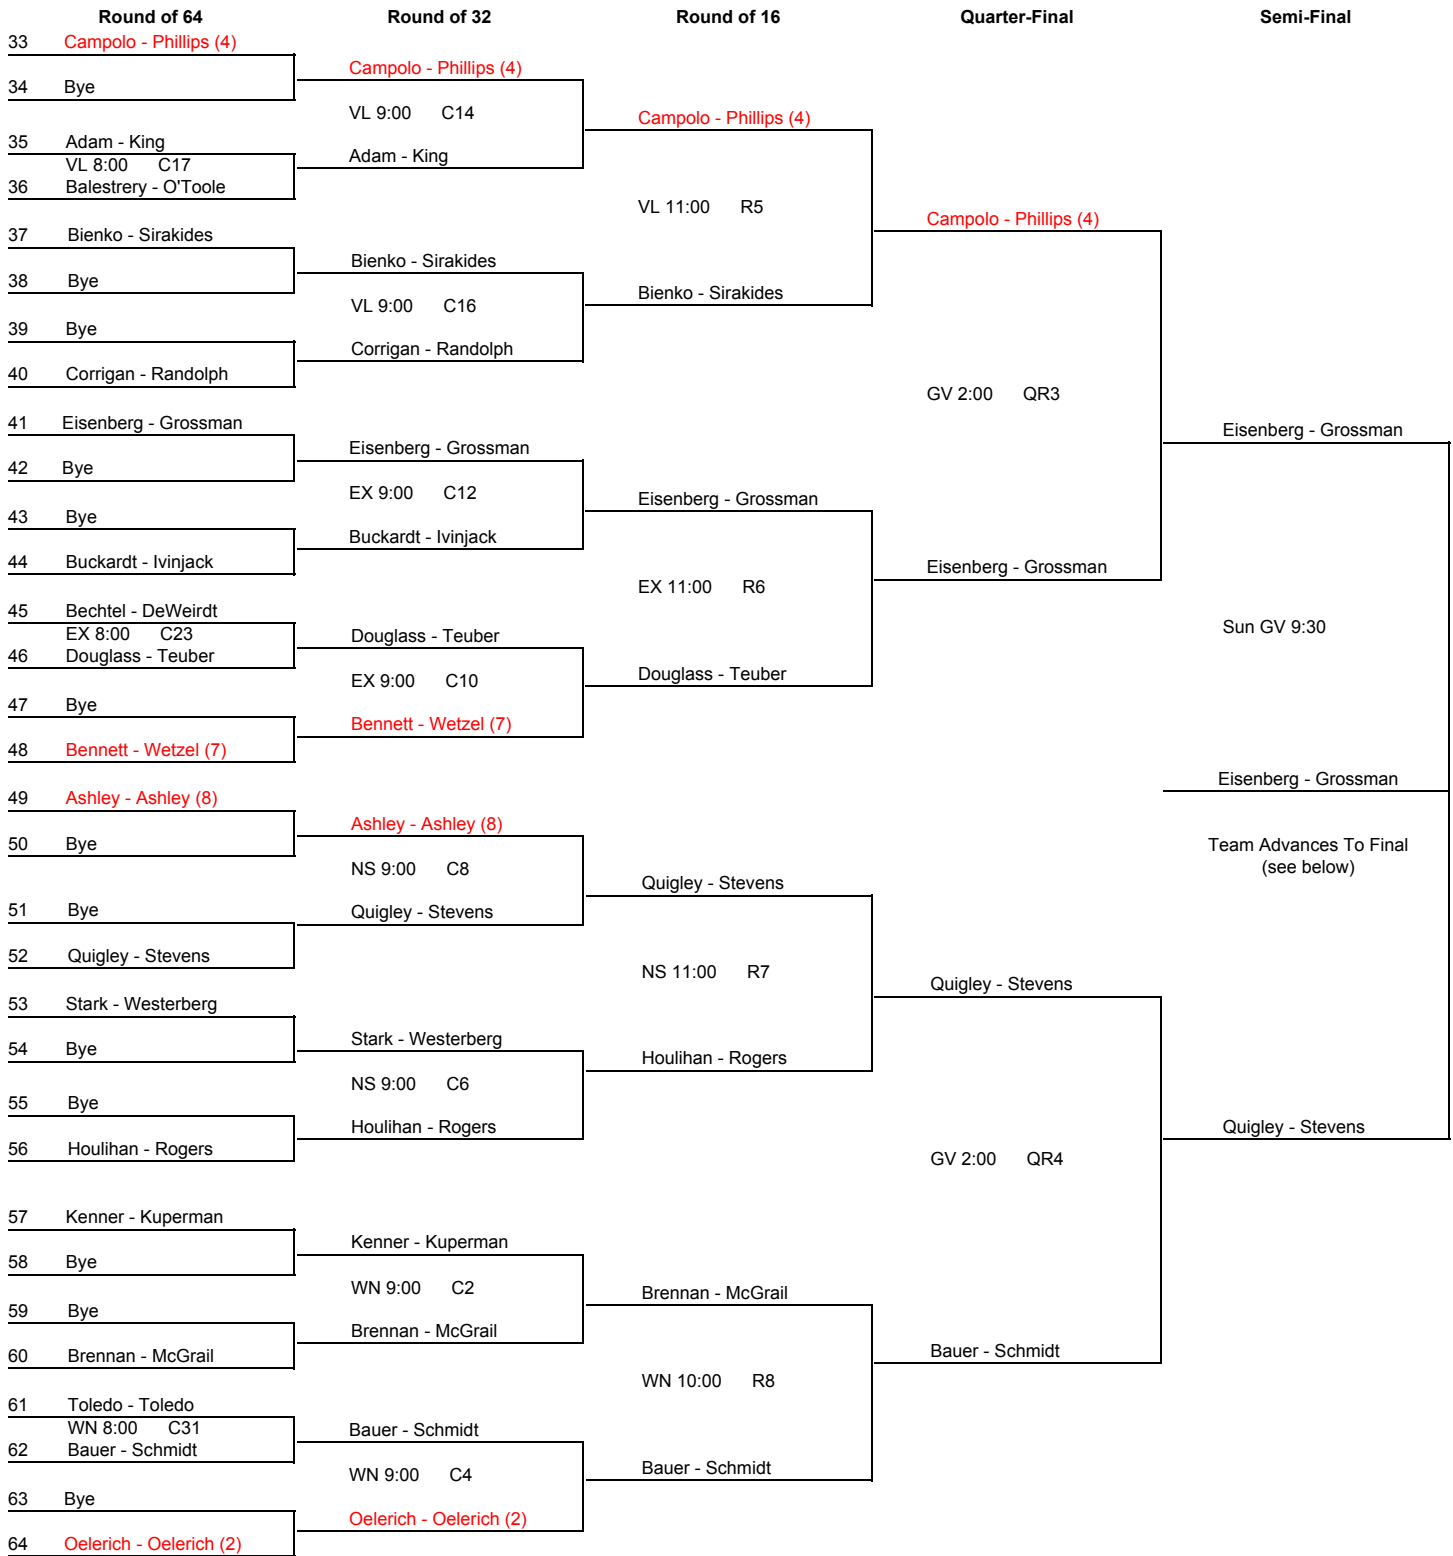 Round of 64 Round of 32 Round of 16 Quarter-Final Semi-Final
33 Campolo - Phillips (4)
Campolo - Phillips (4)
34 Bye
VL 9:00 C14
Campolo - Phillips (4)
35 Adam - King
Adam - King
VL 8:00 C17
36 Balestrery - O'Toole
VL 11:00 R5
Campolo - Phillips (4)
37 Bienko - Sirakides
Bienko - Sirakides
38 Bye
Bienko - Sirakides
VL 9:00 C16
39 Bye
Corrigan - Randolph
40 Corrigan - Randolph
GV 2:00 QR3
41 Eisenberg - Grossman
Eisenberg - Grossman
Eisenberg - Grossman
42 Bye
EX 9:00 C12
Eisenberg - Grossman
43 Bye
Buckardt - Ivinjack
44 Buckardt - Ivinjack
Eisenberg - Grossman
EX 11:00 R6
45 Bechtel - DeWeirdt
Sun GV 9:30
EX 8:00 C23
Douglass - Teuber
46 Douglass - Teuber
Douglass - Teuber
EX 9:00 C10
47 Bye
Bennett - Wetzel (7)
48 Bennett - Wetzel (7)
Eisenberg - Grossman
49 Ashley - Ashley (8)
Ashley - Ashley (8)
50 Bye
Team Advances To Final
(see below)
NS 9:00 C8
Quigley - Stevens
51 Bye
Quigley - Stevens
52 Quigley - Stevens
NS 11:00 R7
Quigley - Stevens
53 Stark - Westerberg
Stark - Westerberg
54 Bye
Houlihan - Rogers
NS 9:00 C6
55 Bye
Houlihan - Rogers
Quigley - Stevens
56 Houlihan - Rogers
GV 2:00 QR4
57 Kenner - Kuperman
Kenner - Kuperman
58 Bye
WN 9:00 C2
Brennan - McGrail
59 Bye
Brennan - McGrail
60 Brennan - McGrail
Bauer - Schmidt
WN 10:00 R8
61 Toledo - Toledo
WN 8:00 C31
Bauer - Schmidt
62 Bauer - Schmidt
Bauer - Schmidt
WN 9:00 C4
63 Bye
Oelerich - Oelerich (2)
64 Oelerich - Oelerich (2)